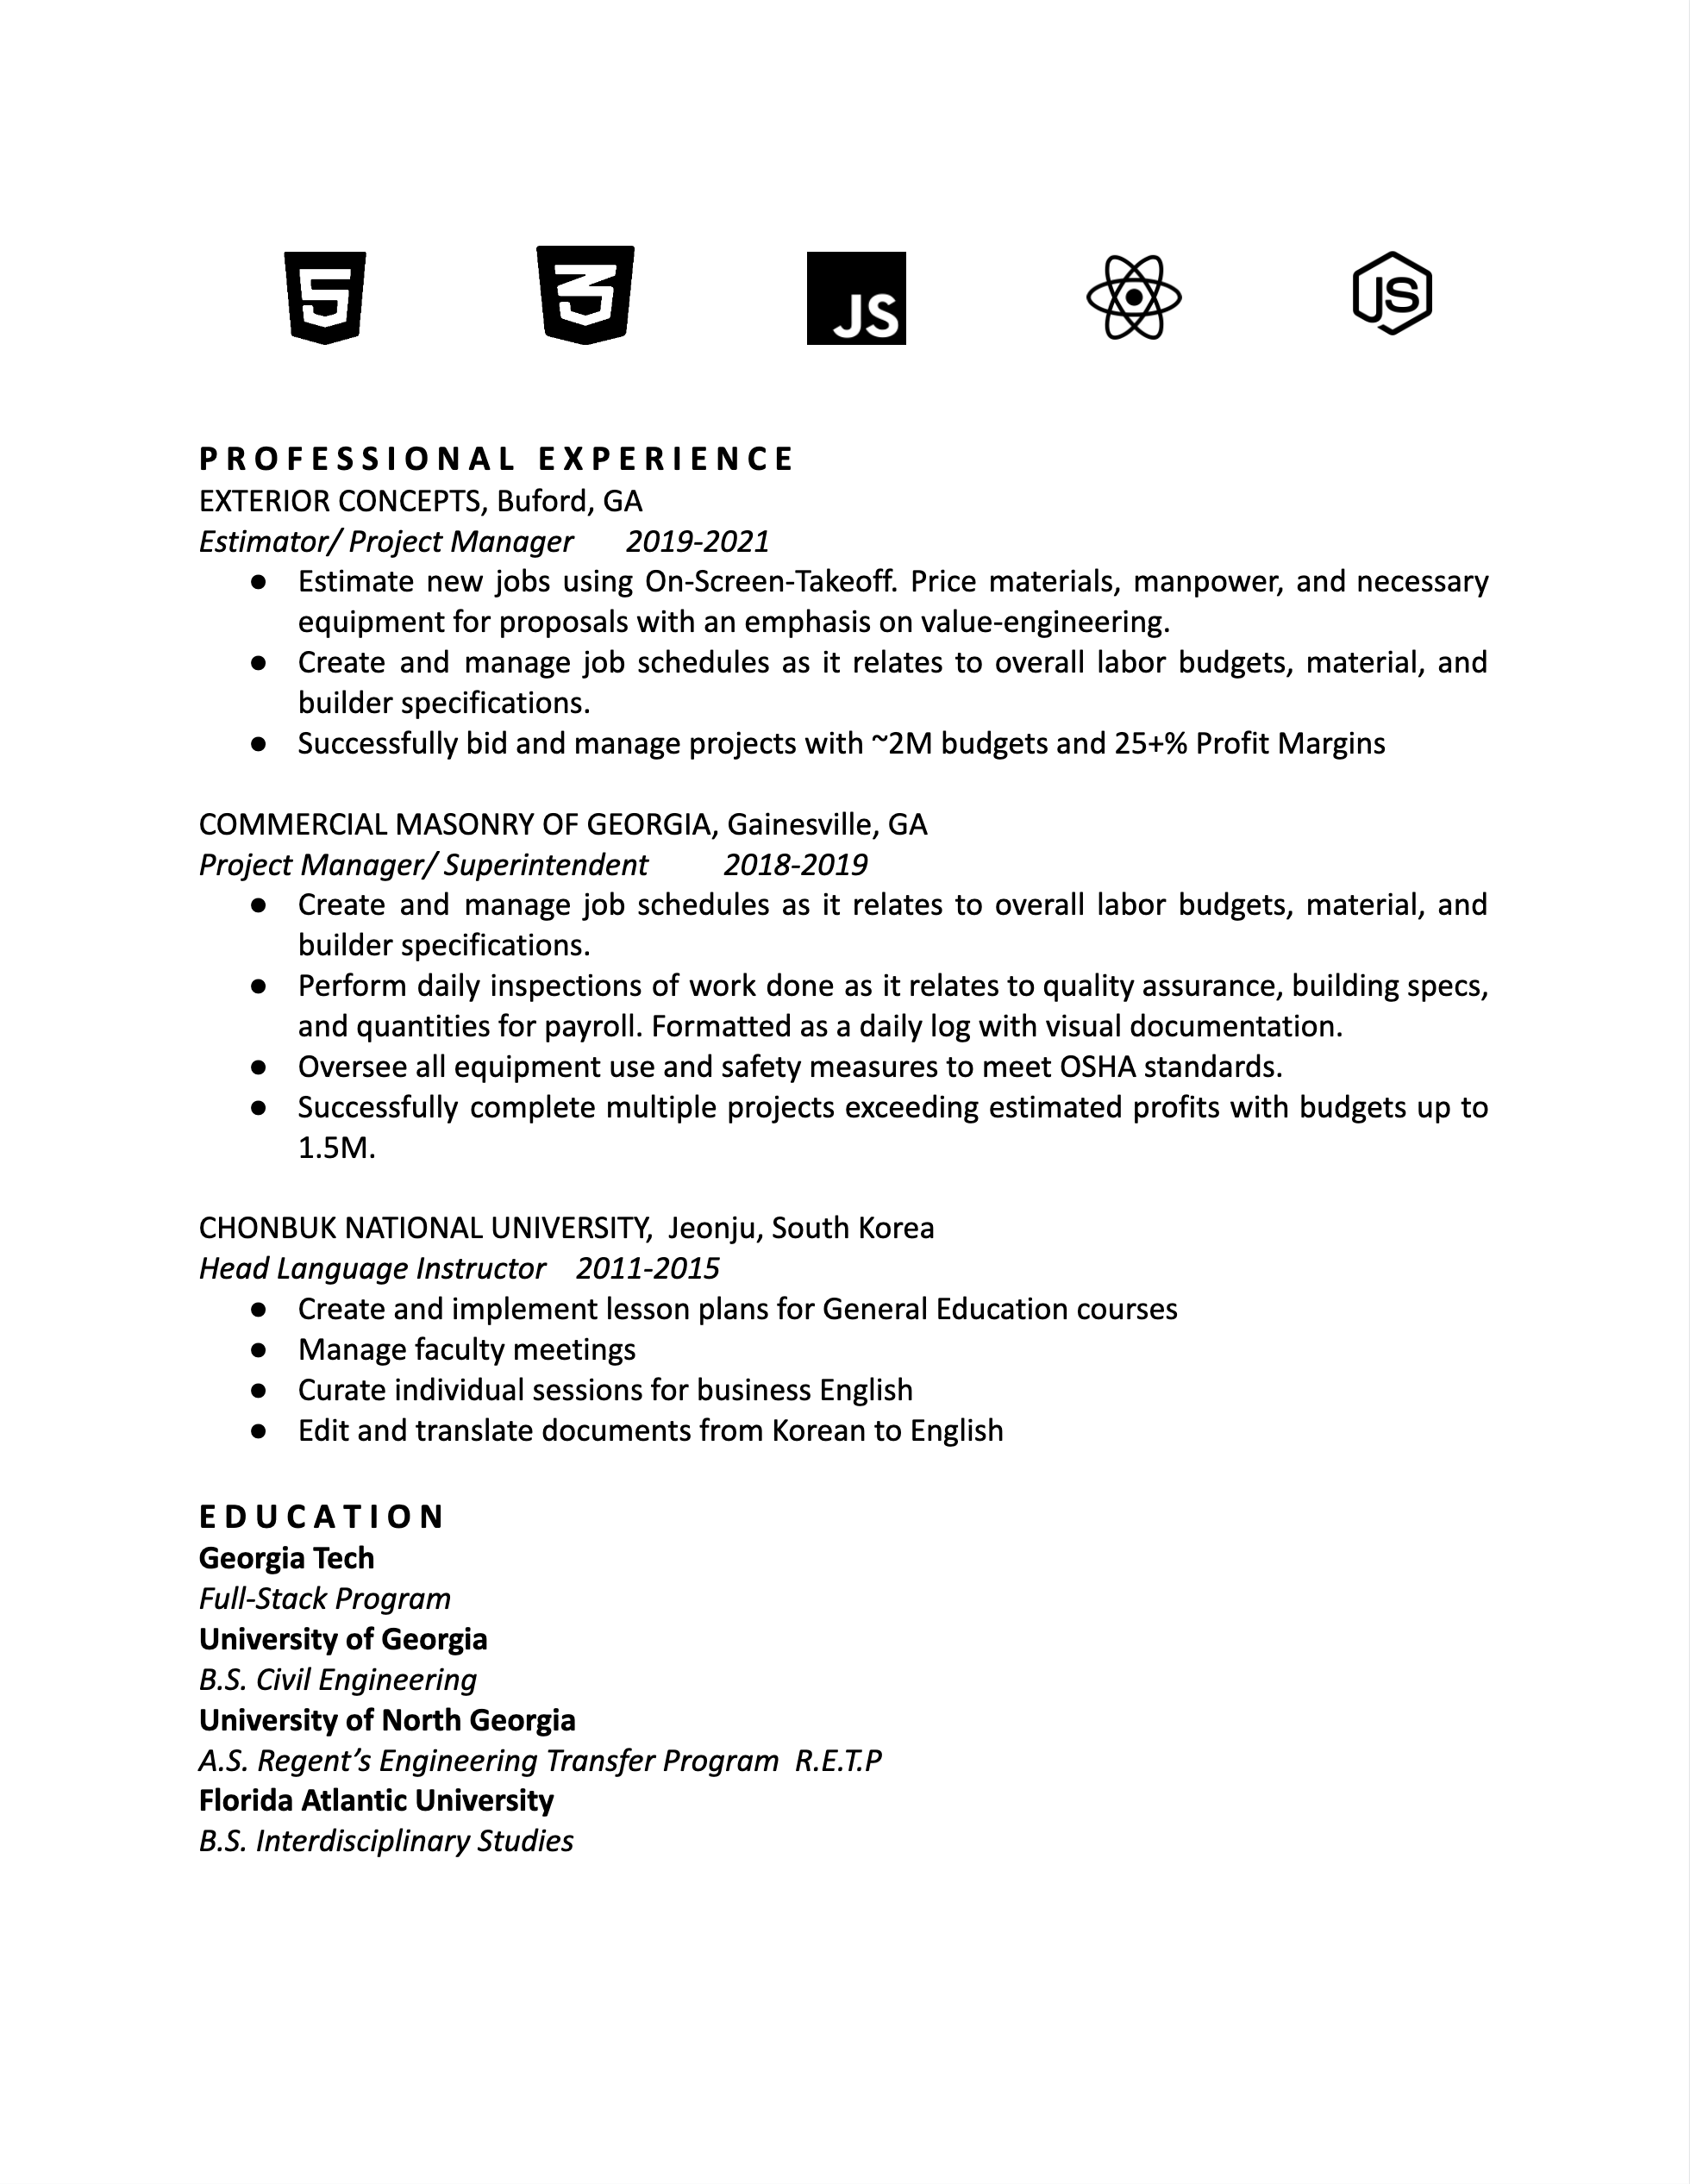 5 3 JS JS
PROFESSIONAL EXPERIENCE
EXTERIOR CONCEPTS, Buford, GA
Estimator/ Project Manager 2019-2021
● Estimate new jobs using On-Screen-Takeoff. Price materials, manpower, and necessary
equipment for proposals with an emphasis on value-engineering.
● Create and manage job schedules as it relates to overall labor budgets, material, and
builder specifications.
● Successfully bid and manage projects with ~2M budgets and 25+% Profit Margins
COMMERCIAL MASONRY OF GEORGIA, Gainesville, GA
Project Manager/ Superintendent 2018-2019
● Create and manage job schedules as it relates to overall labor budgets, material, and
builder specifications.
● Perform daily inspections of work done as it relates to quality assurance, building specs,
and quantities for payroll. Formatted as a daily log with visual documentation.
● Oversee all equipment use and safety measures to meet OSHA standards.
● Successfully complete multiple projects exceeding estimated profits with budgets up to
1.5M.
CHONBUK NATIONAL UNIVERSITY, Jeonju, South Korea
Head Language Instructor 2011-2015
● Create and implement lesson plans for General Education courses
● Manage faculty meetings
● Curate individual sessions for business English
● Edit and translate documents from Korean to English
EDUCATION
Georgia Tech
Full-Stack Program
University of Georgia
B.S. Civil Engineering
University of North Georgia
A.S. Regent’s Engineering Transfer Program R.E.T.P
Florida Atlantic University
B.S. Interdisciplinary Studies